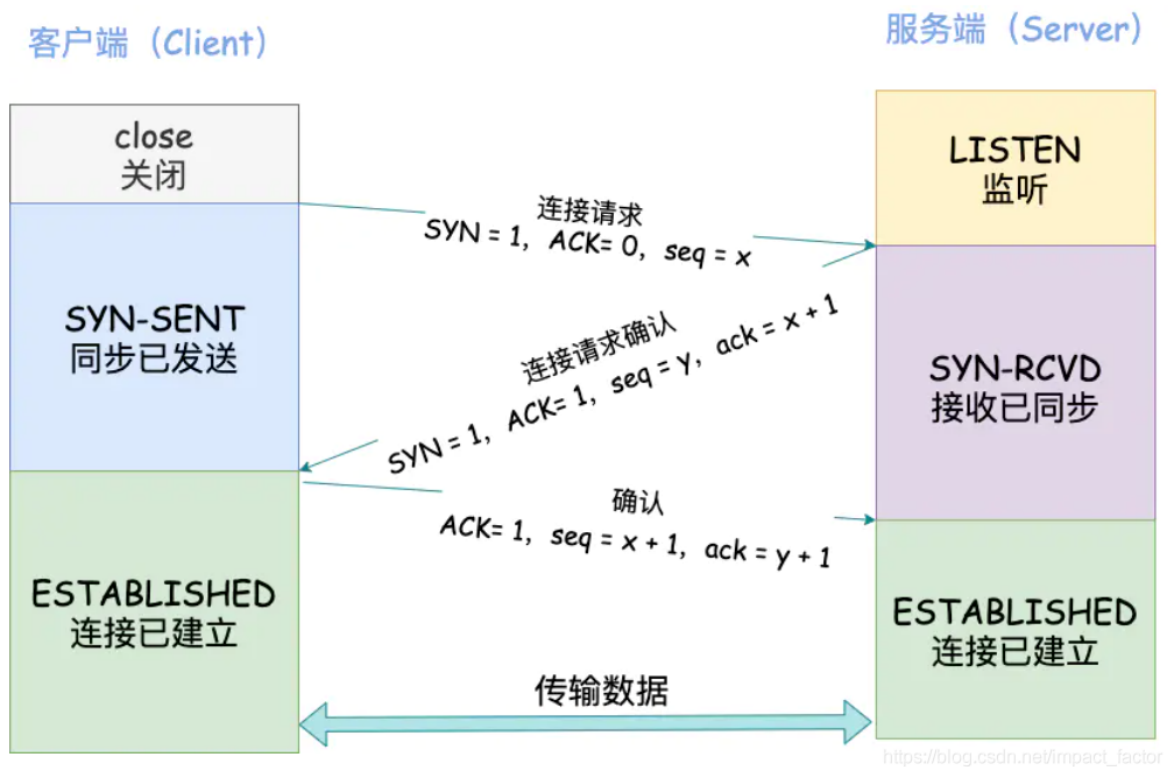 客户端（Client）
服务端（Server）
close
关闭
LISTEN
监听
连接请求
SYN = 1, ACK= 0, seq = x
SYN-SENT
同步已发送
连接请求确认
SYN = 1, ACK= 1, seq = y, ack = x + 1
SYN-RCVD
接收已同步
确认
ACK= 1, seq = x + 1, ack = y + 1
ESTABLISHED
连接已建立
ESTABLISHED
连接已建立
传输数据
https://blog.csdn.net/impact_factor